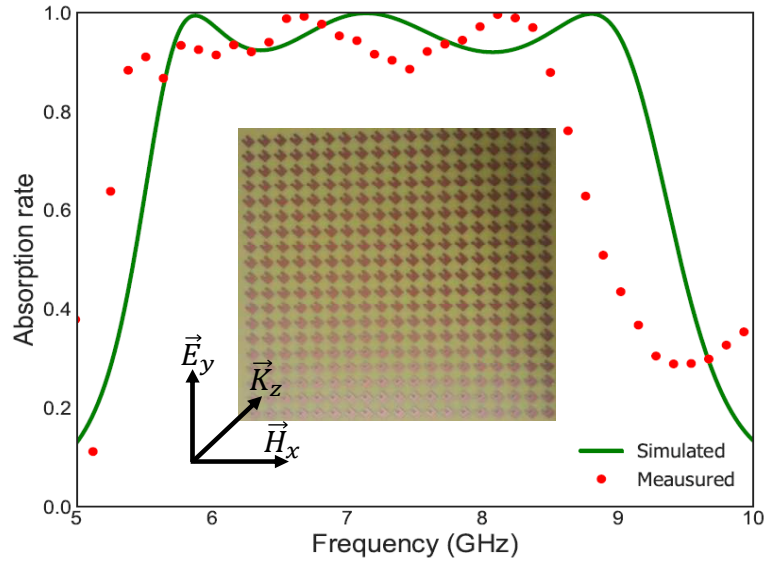 1.0
0.8
0.6
0.4
0.2
0.0
Absorption rate
E⃗y
K⃗z
H⃗x
Simulated
Meausured
5 6 7 8 9 10
Frequency (GHz)